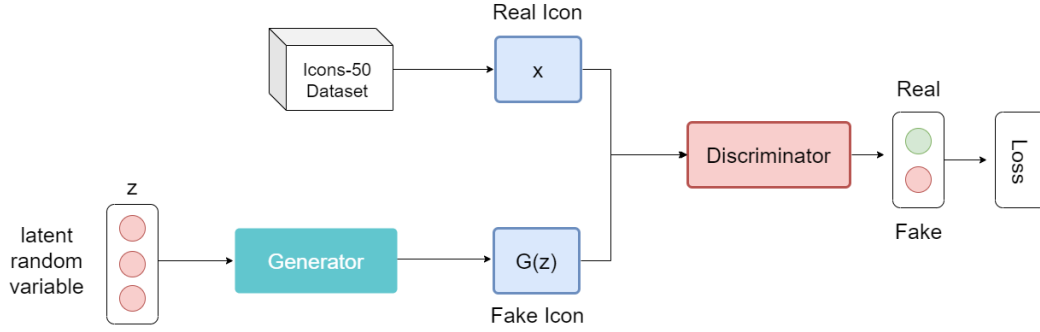 Real Icon
Icons-50
Dataset
x
Real
Discriminator
Loss
z
latent
random
variable
Generator
G(z)
Fake
Fake Icon